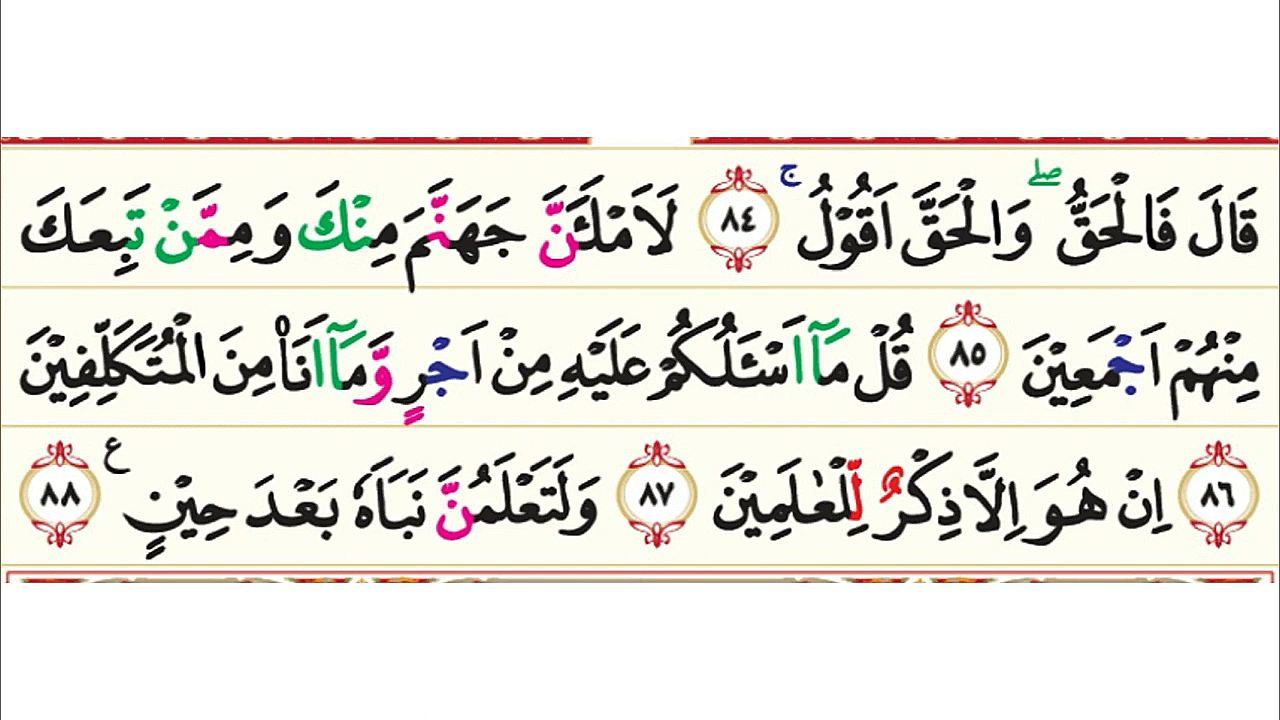 قَالَ فَالْحَقُّ ۖ وَالْحَقَّ اَقُوْلُ ۚ ٨٤ لَاَمْلَـَٔنَّ جَهَنَّمَ مِنْكَ وَ مِمَّنْ تَبِعَكَ
مِنْهُمْ اَجْمَعِيْنَ ٨٥ قُلْ مَاۤ اَسْـَٔلُكُمْ عَلَيْهِ مِنْ اَجْرٍ وَّمَاۤ اَنَا۠ مِنَ الْمُتَكَلِّفِيْنَ
٨٦ اِنْ هُوَ اِلَّا ذِكْرٌ لِّلْعٰلَمِيْنَ ٨٧ وَلَتَعْلَمُنَّ نَبَاَهٗ بَعْدَ حِيْنٍ ع ٨٨